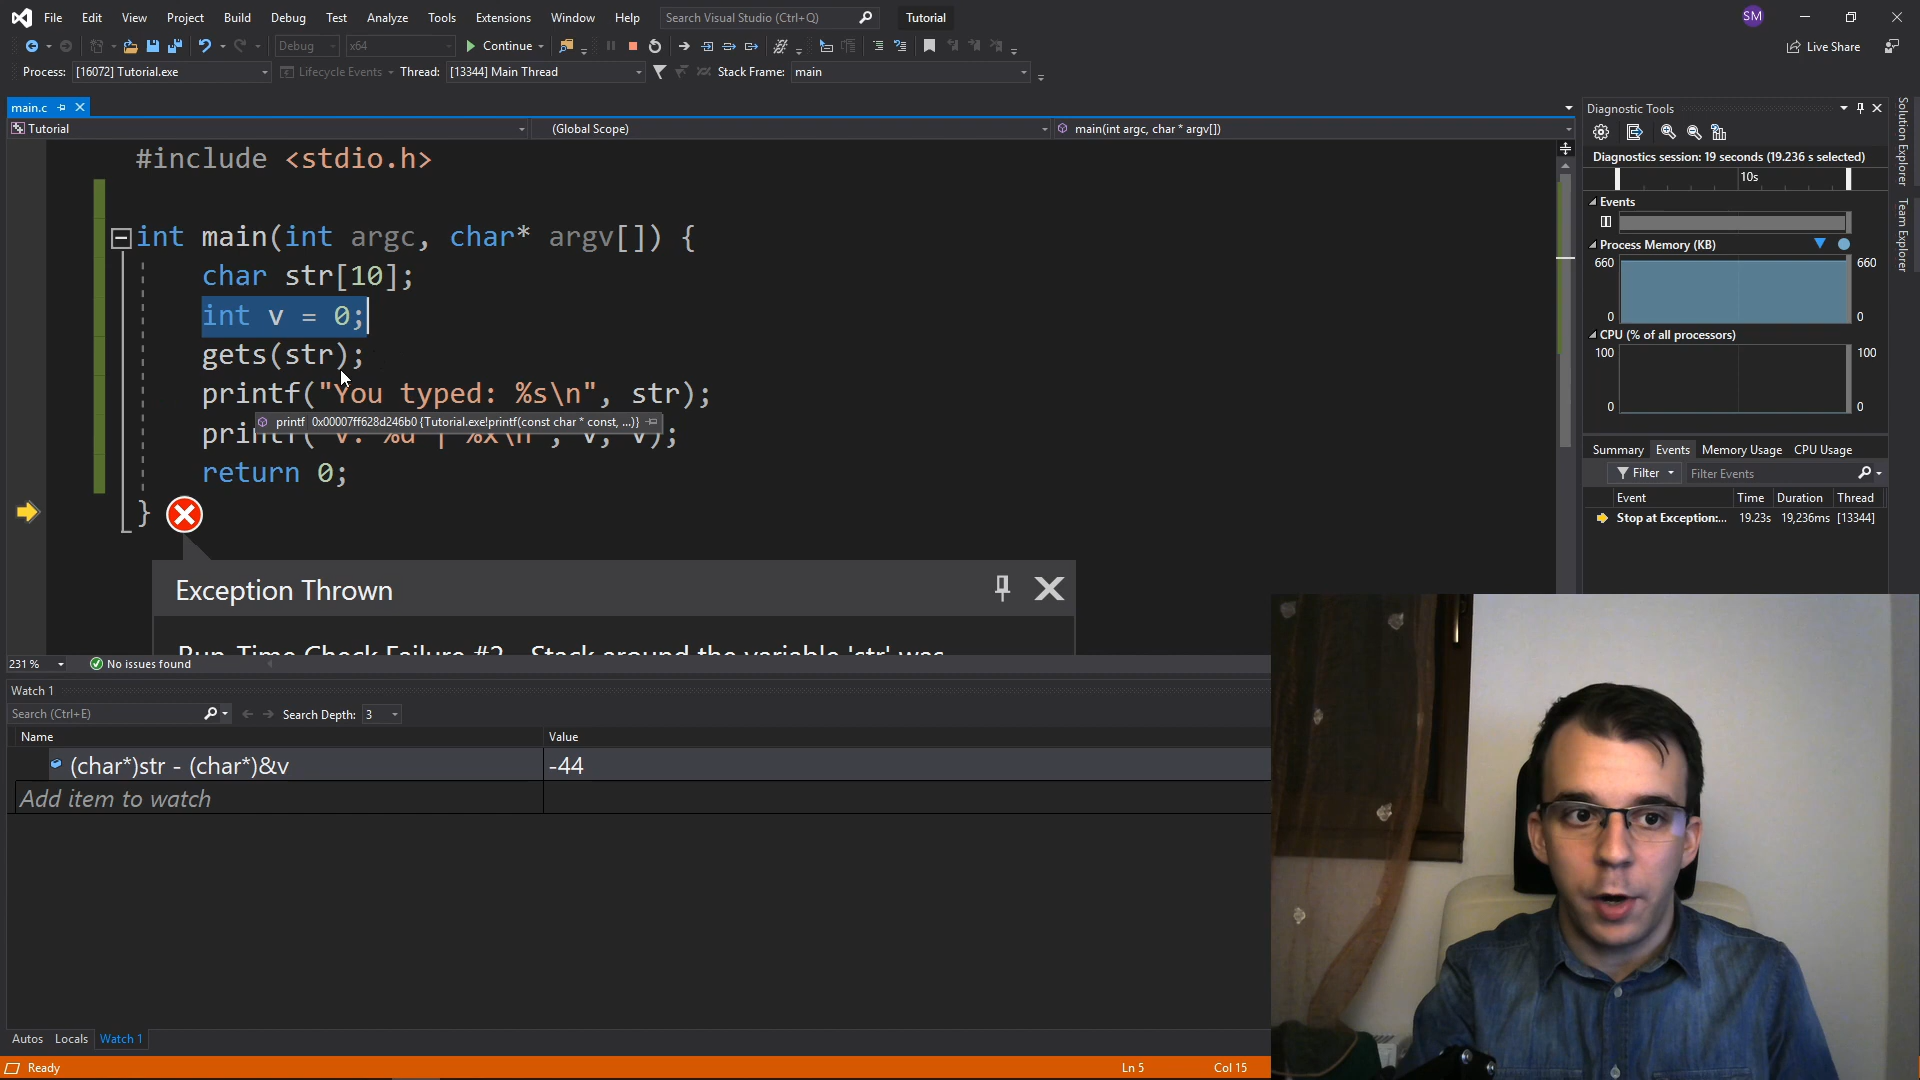 File Edit View Project Build Debug Test Analyze Tools Extensions Window Help Search Visual Studio (Ctrl+Q) Tutorial SM
Debug x64 Continue Live Share
Process: [16072] Tutorial.exe Lifecycle Events Thread: [13344] Main Thread Stack Frame: main
main.c
Tutorial (Global Scope) main(int argc, char * argv[])
#include <stdio.h>
int main(int argc, char* argv[]) {
char str[10];
int v = 0;
gets(str);
printf("You typed: %s\n", str);
printf 0x00007ff628d246b0 {Tutorial.exe!printf(const char * const, ...)}
printf("v: %d | %x\n", v, v);
return 0;
}
Exception Thrown
Run-Time Check Failure #2 - Stack around the variable 'str' was
231 % No issues found
Watch 1
Search (Ctrl+E) Search Depth: 3
Name Value
(char*)str - (char*)&v -44
Add item to watch
Autos Locals Watch 1
Ready Ln 5 Col 15
Diagnostic Tools
Diagnostics session: 19 seconds (19.236 s selected)
10s
Events
Process Memory (KB)
660 660
0 0
CPU (% of all processors)
100 100
0 0
Summary Events Memory Usage CPU Usage
Filter Filter Events
Event Time Duration Thread
Stop at Exception:... 19.23s 19,236ms [13344]
Solution Explorer
Team Explorer